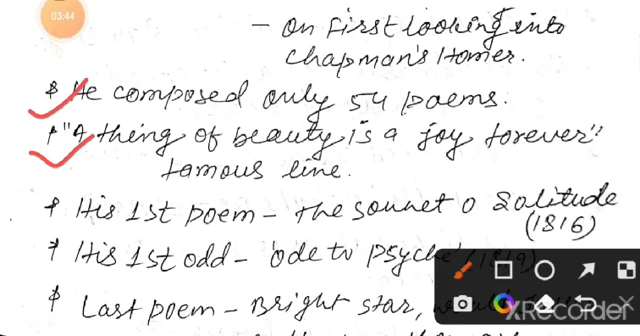 03:44
- On First looking into
Chapman's Homer.
* He composed only 54 poems.
* "A thing of beauty is a joy forever"
famous line.
* His 1st poem - The sonnet o Solitude
(1816)
* His 1st odd - 'ode to Psyche' (1819)
* Last poem - Bright star,
XRecorder